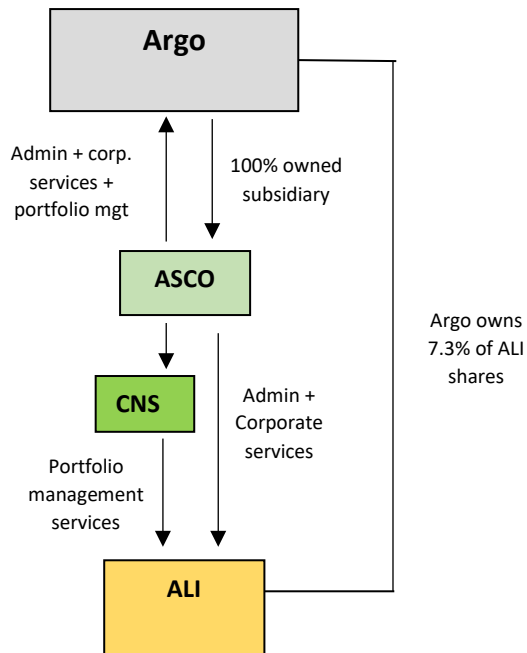 Argo
Admin + corp.
services +
portfolio mgt
100% owned
subsidiary
ASCO
Argo owns
7.3% of ALI
shares
CNS
Admin +
Corporate
services
Portfolio
management
services
ALI